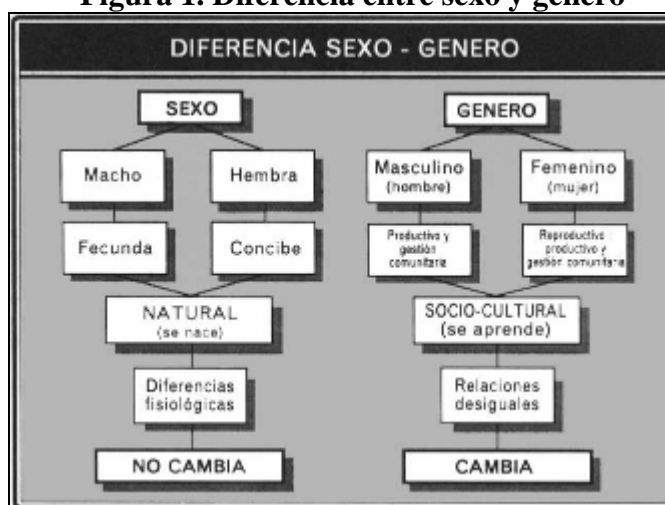 Figura 1. Diferencia entre sexo y género
DIFERENCIA SEXO - GENERO
SEXO
Macho
Hembra
Fecunda
Concibe
NATURAL
(se nace)
Diferencias
fisiológicas
NO CAMBIA
GENERO
Masculino
(hombre)
Femenino
(mujer)
Productivo y
gestión
comunitaria
Reproductivo
productivo y
gestión comunitaria
SOCIO-CULTURAL
(se aprende)
Relaciones
desiguales
CAMBIA